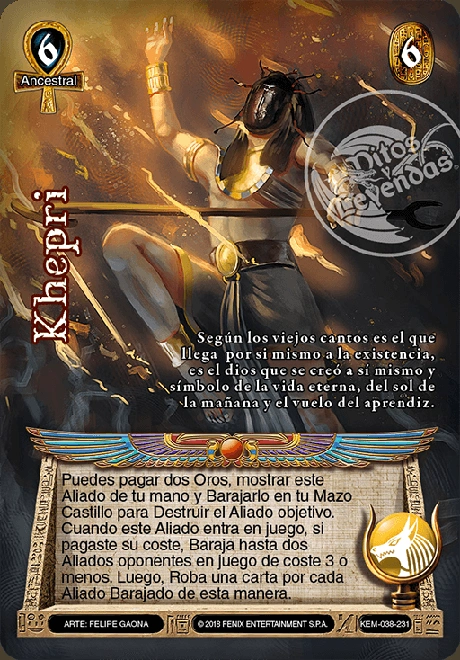 6
Ancestral
6
Mitos
y
Leyendas
Khepri
Según los viejos cantos es el que
llega por si mismo a la existencia,
es el dios que se creó a si mismo y
símbolo de la vida eterna, del sol de
la mañana y el vuelo del aprendiz.
Puedes pagar dos Oros, mostrar este
Aliado de tu mano y Barajarlo en tu Mazo
Castillo para Destruir el Aliado objetivo.
Cuando este Aliado entra en juego, si
pagaste su coste, Baraja hasta dos
Aliados oponentes en juego de coste 3 o
menos. Luego, Roba una carta por cada
Aliado Barajado de esta manera.
ARTE: FELIPE GAONA
© 2018 FENIX ENTERTAINMENT S.P.A.
KEM-038-231